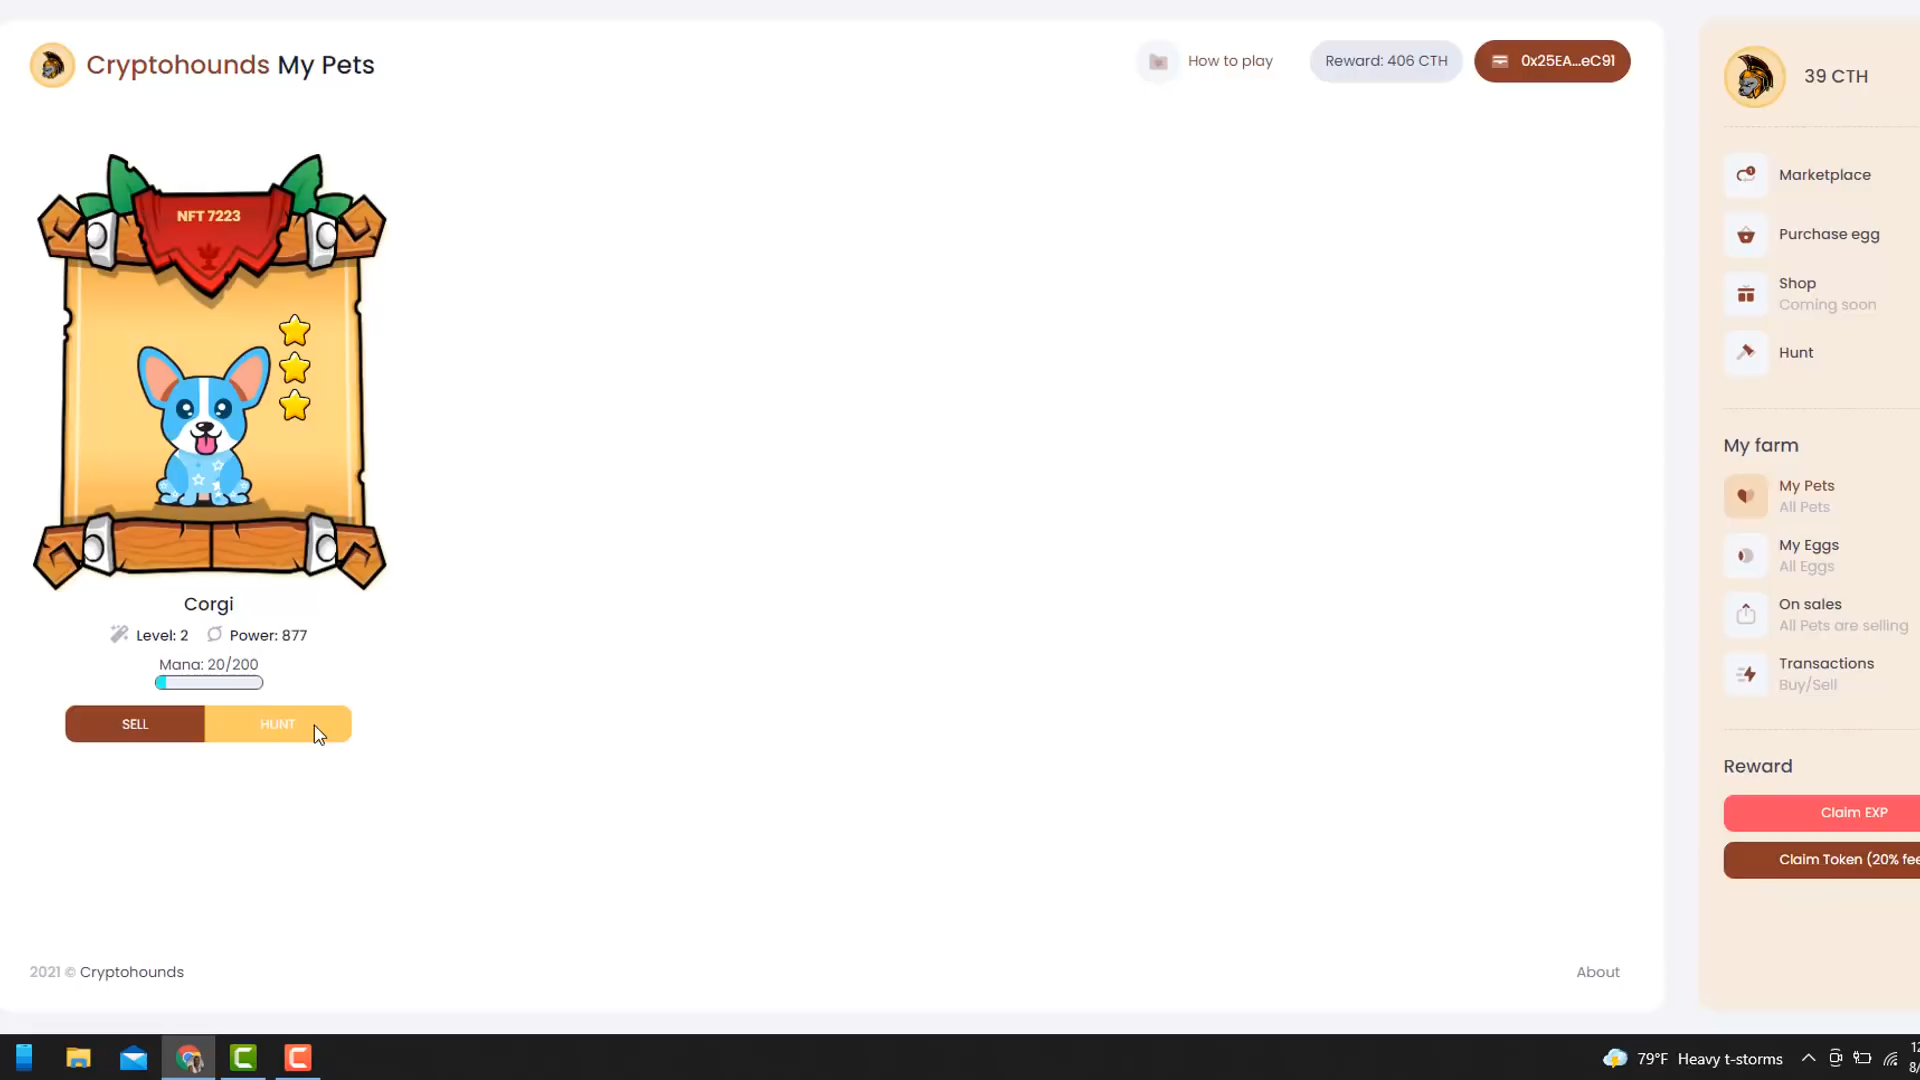 Cryptohounds My Pets
How to play
Reward: 406 CTH
0x25EA...eC91
NFT 7223
Corgi
Level: 2 Power: 877
Mana: 20/200
SELL
HUNT
2021 © Cryptohounds
About
39 CTH
Marketplace
Purchase egg
Shop
Coming soon
Hunt
My farm
My Pets
All Pets
My Eggs
All Eggs
On sales
All Pets are selling
Transactions
Buy/Sell
Reward
Claim EXP
Claim Token (20% fee
79°F Heavy t-storms
12
8/